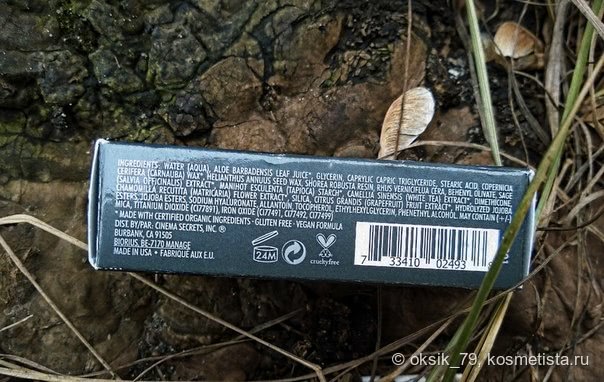 INGREDIENTS: WATER (AQUA), ALOE BARBADENSIS LEAF JUICE*, GLYCERIN, CAPRYLIC CAPRIC TRIGLYCERIDE, STEARIC ACID, COPERNICIA
CERIFERA (CARNAUBA) WAX*, HELIANTHUS ANNUUS SEED WAX, SHOREA ROBUSTA RESIN, RHUS VERNICIFLUA CERA, BEHENYL OLIVATE, SAGE
(SALVIA OFFICINALIS) EXTRACT*, MANIHOT ESCULENTA (TAPIOCA) STARCH*, CAMELLIA SINENSIS (WHITE TEA) EXTRACT*, DIMETHICONE,
CHAMOMILLA RECUTITA (MATRICARIA) FLOWER EXTRACT*, SILICA, CITRUS GRANDIS (GRAPEFRUIT) FRUIT EXTRACT*, HYDROLYZED JOJOBA
ESTERS, JOJOBA ESTERS, SODIUM HYALURONATE, ALANTOIN, TOCOPHEROL, ETHYLHEXYLGLYCERIN, PHENETHYL ALCOHOL. MAY CONTAIN (+/-)
MICA, TITANIUM DIOXIDE (CI77891), IRON OXIDE (CI77491, CI77492, CI77499)
* MADE WITH CERTIFIED ORGANIC INGREDIENTS · GLUTEN-FREE · VEGAN FORMULA
DIST. BY/PAR: CINEMA SECRETS, INC ®
BURBANK, CA 91505
BIORIUS, BE-7170 MANAGE
MADE IN USA • FABRIQUE AUX E.U.
24M
crueltyfree
7 33410 02493
© oksik_79, kosmetista.ru